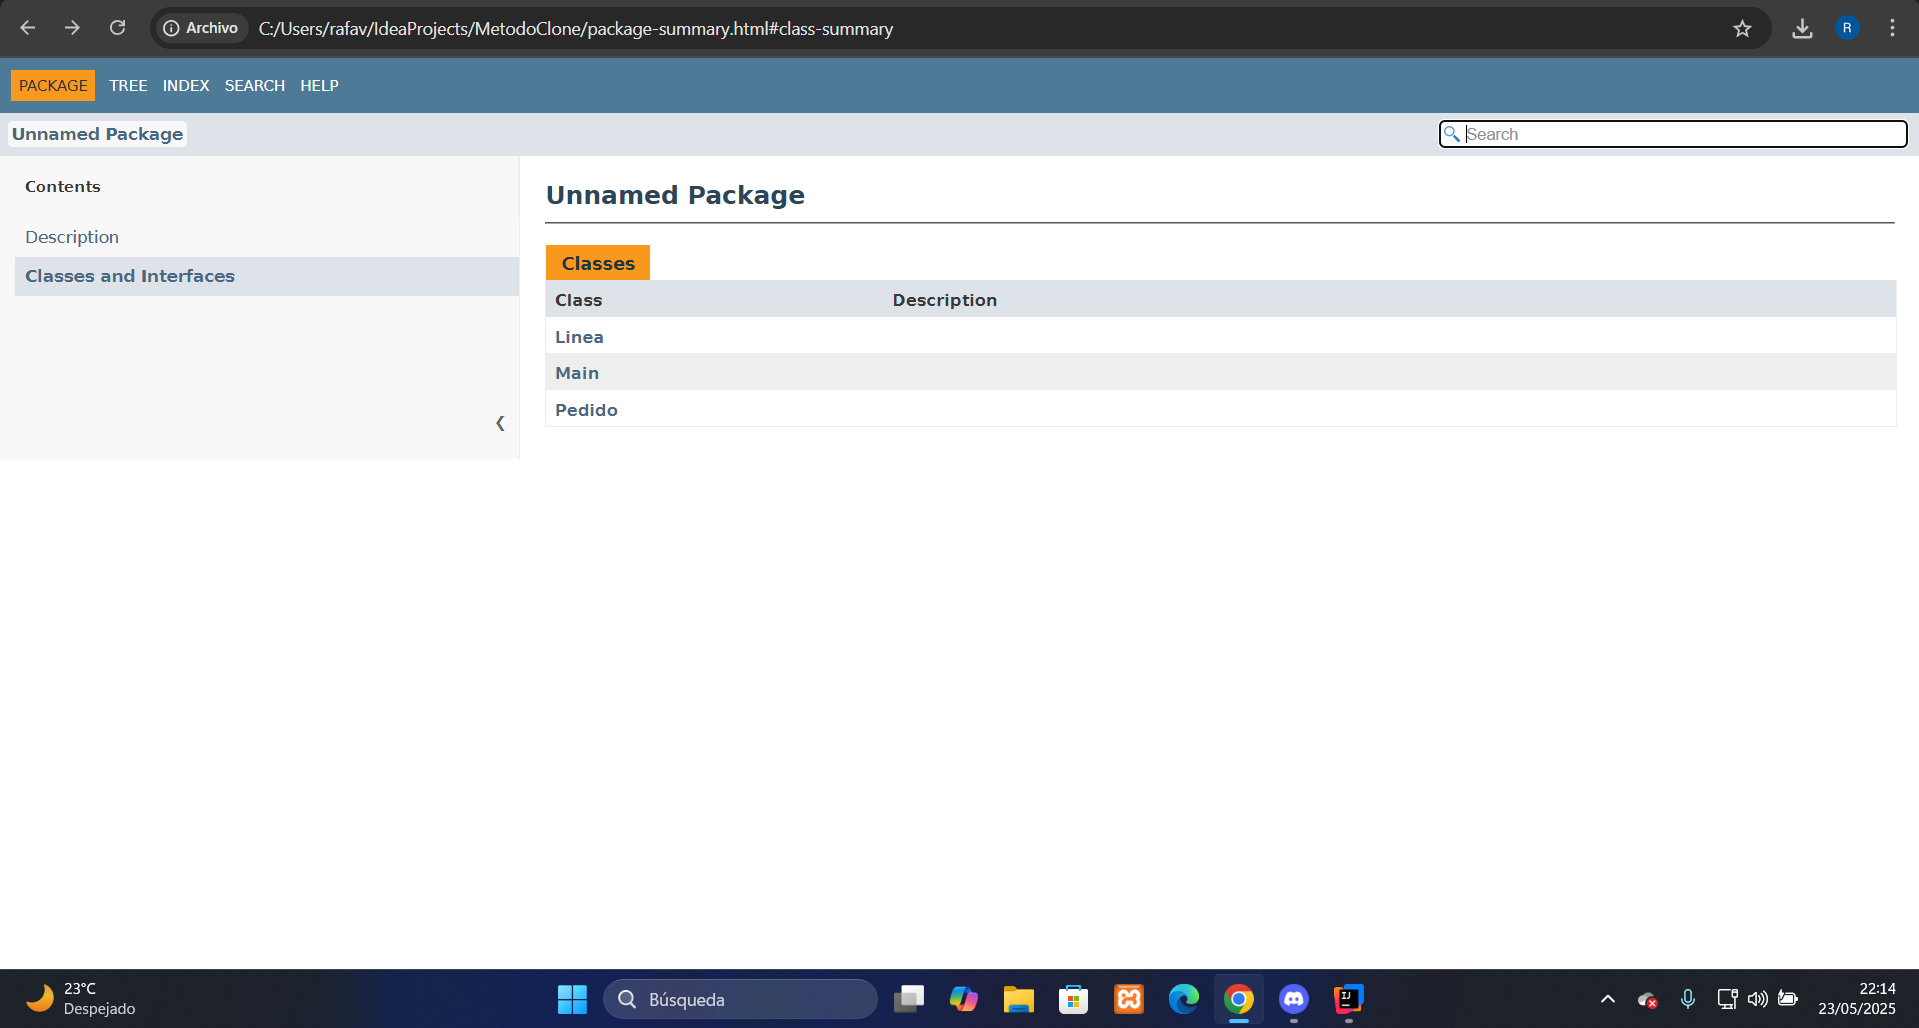 Archivo C:/Users/rafav/IdeaProjects/MetodoClone/package-summary.html#class-summary R
PACKAGE TREE INDEX SEARCH HELP
Unnamed Package Search
Contents
Description
Classes and Interfaces
Unnamed Package
Classes
Class Description
Linea
Main
Pedido
23°C
Despejado
Búsqueda
IJ
22:14
23/05/2025